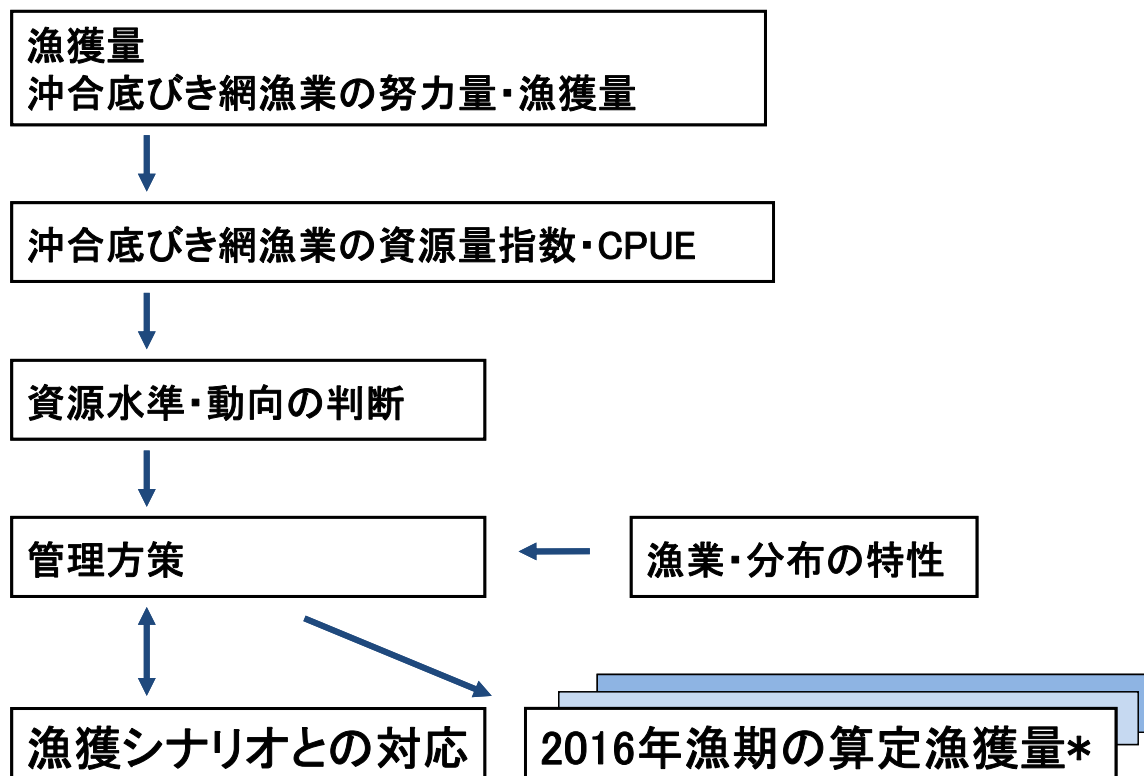 漁獲量
沖合底びき網漁業の努力量・漁獲量
沖合底びき網漁業の資源量指数・CPUE
資源水準・動向の判断
管理方策
漁業・分布の特性
漁獲シナリオとの対応
2016年漁期の算定漁獲量*